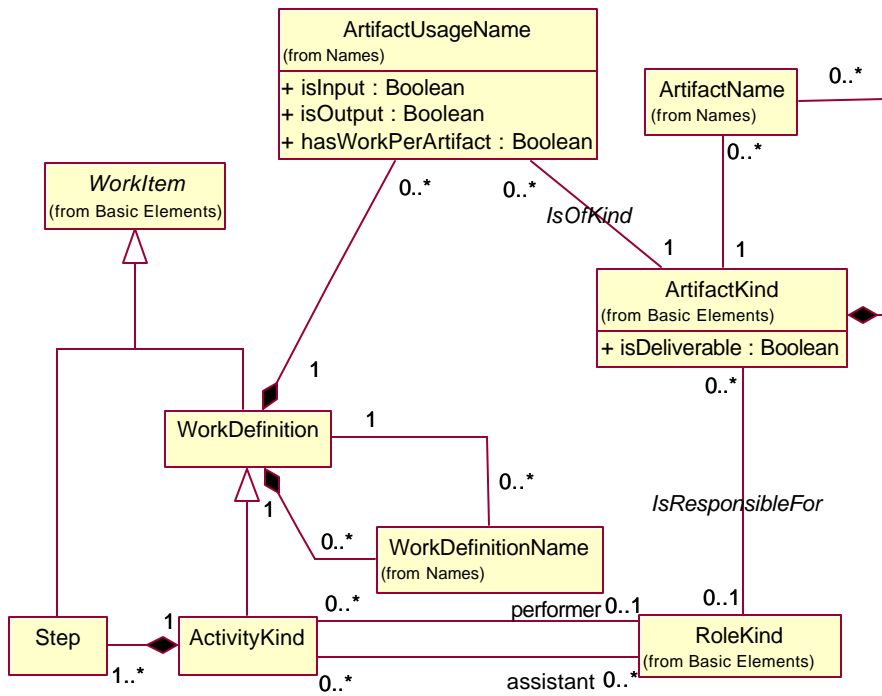 ArtifactUsageName
(from Names)
+ isInput : Boolean
+ isOutput : Boolean
+ hasWorkPerArtifact : Boolean
ArtifactName
(from Names)
0..*
0..*
WorkItem
(from Basic Elements)
0..*
0..*
IsOfKind
1
1
ArtifactKind
(from Basic Elements)
+ isDeliverable : Boolean
1
0..*
WorkDefinition
1
0..*
1
IsResponsibleFor
0..*
WorkDefinitionName
(from Names)
0..*
performer
0..1
0..1
1
Step
ActivityKind
RoleKind
(from Basic Elements)
1..*
0..*
assistant
0..*